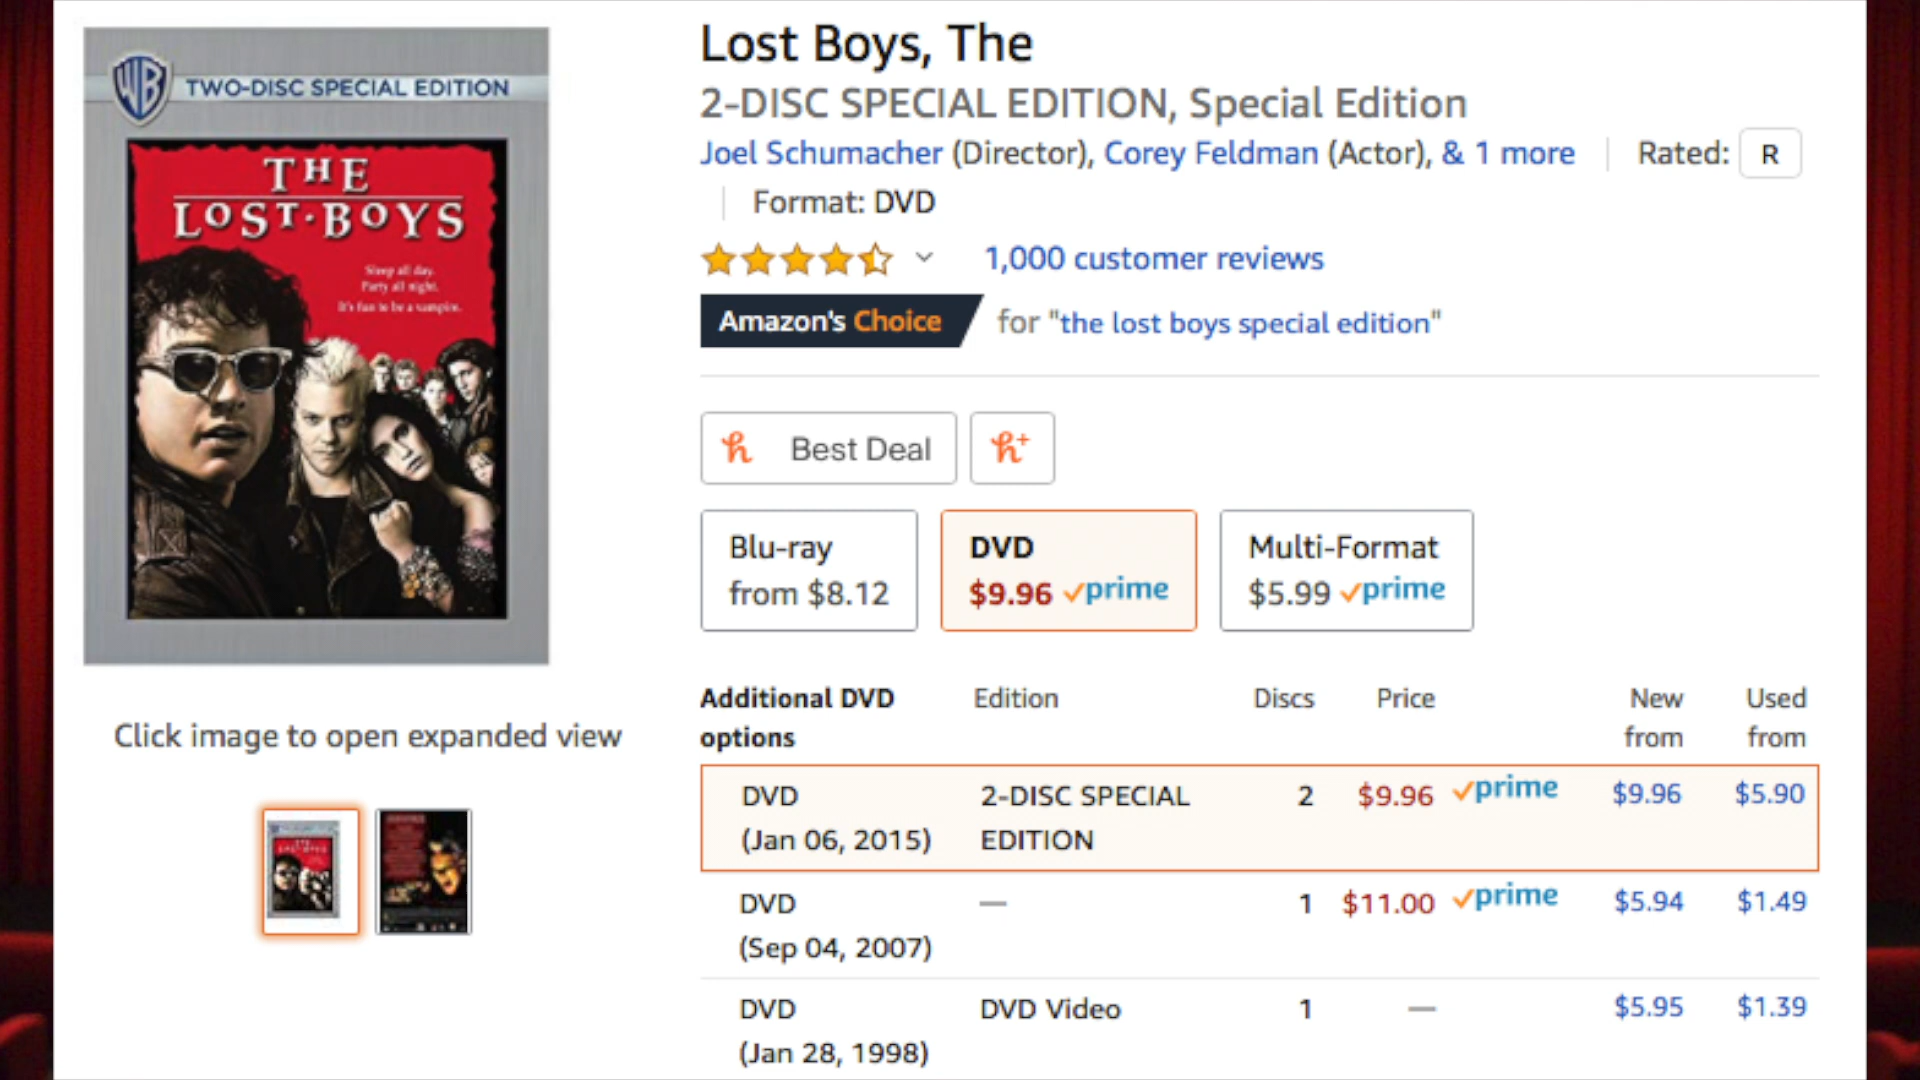 Lost Boys, The
2-DISC SPECIAL EDITION, Special Edition
Joel Schumacher (Director), Corey Feldman (Actor), & 1 more Rated: R
Format: DVD
1,000 customer reviews
Amazon's Choice for "the lost boys special edition"
WB TWO-DISC SPECIAL EDITION
THE
LOST·BOYS
Sleep all day.
Party all night.
It's fun to be a vampire.
Click image to open expanded view
h Best Deal h+
Blu-ray
from $8.12
DVD
$9.96 prime
Multi-Format
$5.99 prime
Additional DVD options Edition Discs Price New from Used from
DVD 2-DISC SPECIAL 2 $9.96 prime $9.96 $5.90
(Jan 06, 2015) EDITION
DVD — 1 $11.00 prime $5.94 $1.49
(Sep 04, 2007)
DVD DVD Video 1 — $5.95 $1.39
(Jan 28, 1998)